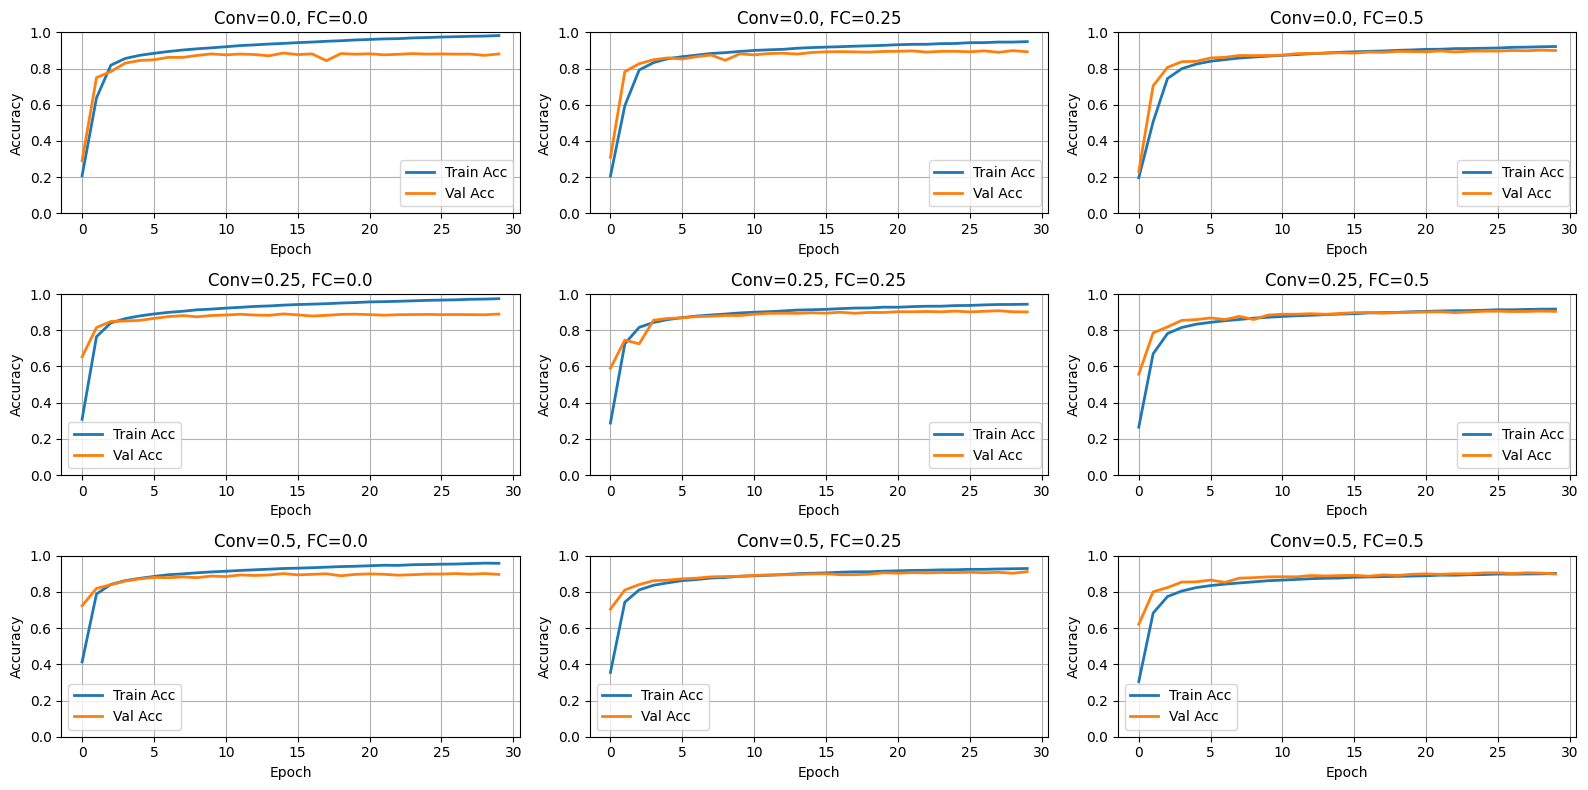 Conv=0.0, FC=0.0
1.0
0.8
0.6
0.4
0.2
0.0
Accuracy
Train Acc
Val Acc
0 5 10 15 20 25 30
Epoch
Conv=0.0, FC=0.25
1.0
0.8
0.6
0.4
0.2
0.0
Accuracy
Train Acc
Val Acc
0 5 10 15 20 25 30
Epoch
Conv=0.0, FC=0.5
1.0
0.8
0.6
0.4
0.2
0.0
Accuracy
Train Acc
Val Acc
0 5 10 15 20 25 30
Epoch
Conv=0.25, FC=0.0
1.0
0.8
0.6
0.4
0.2
0.0
Accuracy
Train Acc
Val Acc
0 5 10 15 20 25 30
Epoch
Conv=0.25, FC=0.25
1.0
0.8
0.6
0.4
0.2
0.0
Accuracy
Train Acc
Val Acc
0 5 10 15 20 25 30
Epoch
Conv=0.25, FC=0.5
1.0
0.8
0.6
0.4
0.2
0.0
Accuracy
Train Acc
Val Acc
0 5 10 15 20 25 30
Epoch
Conv=0.5, FC=0.0
1.0
0.8
0.6
0.4
0.2
0.0
Accuracy
Train Acc
Val Acc
0 5 10 15 20 25 30
Epoch
Conv=0.5, FC=0.25
1.0
0.8
0.6
0.4
0.2
0.0
Accuracy
Train Acc
Val Acc
0 5 10 15 20 25 30
Epoch
Conv=0.5, FC=0.5
1.0
0.8
0.6
0.4
0.2
0.0
Accuracy
Train Acc
Val Acc
0 5 10 15 20 25 30
Epoch